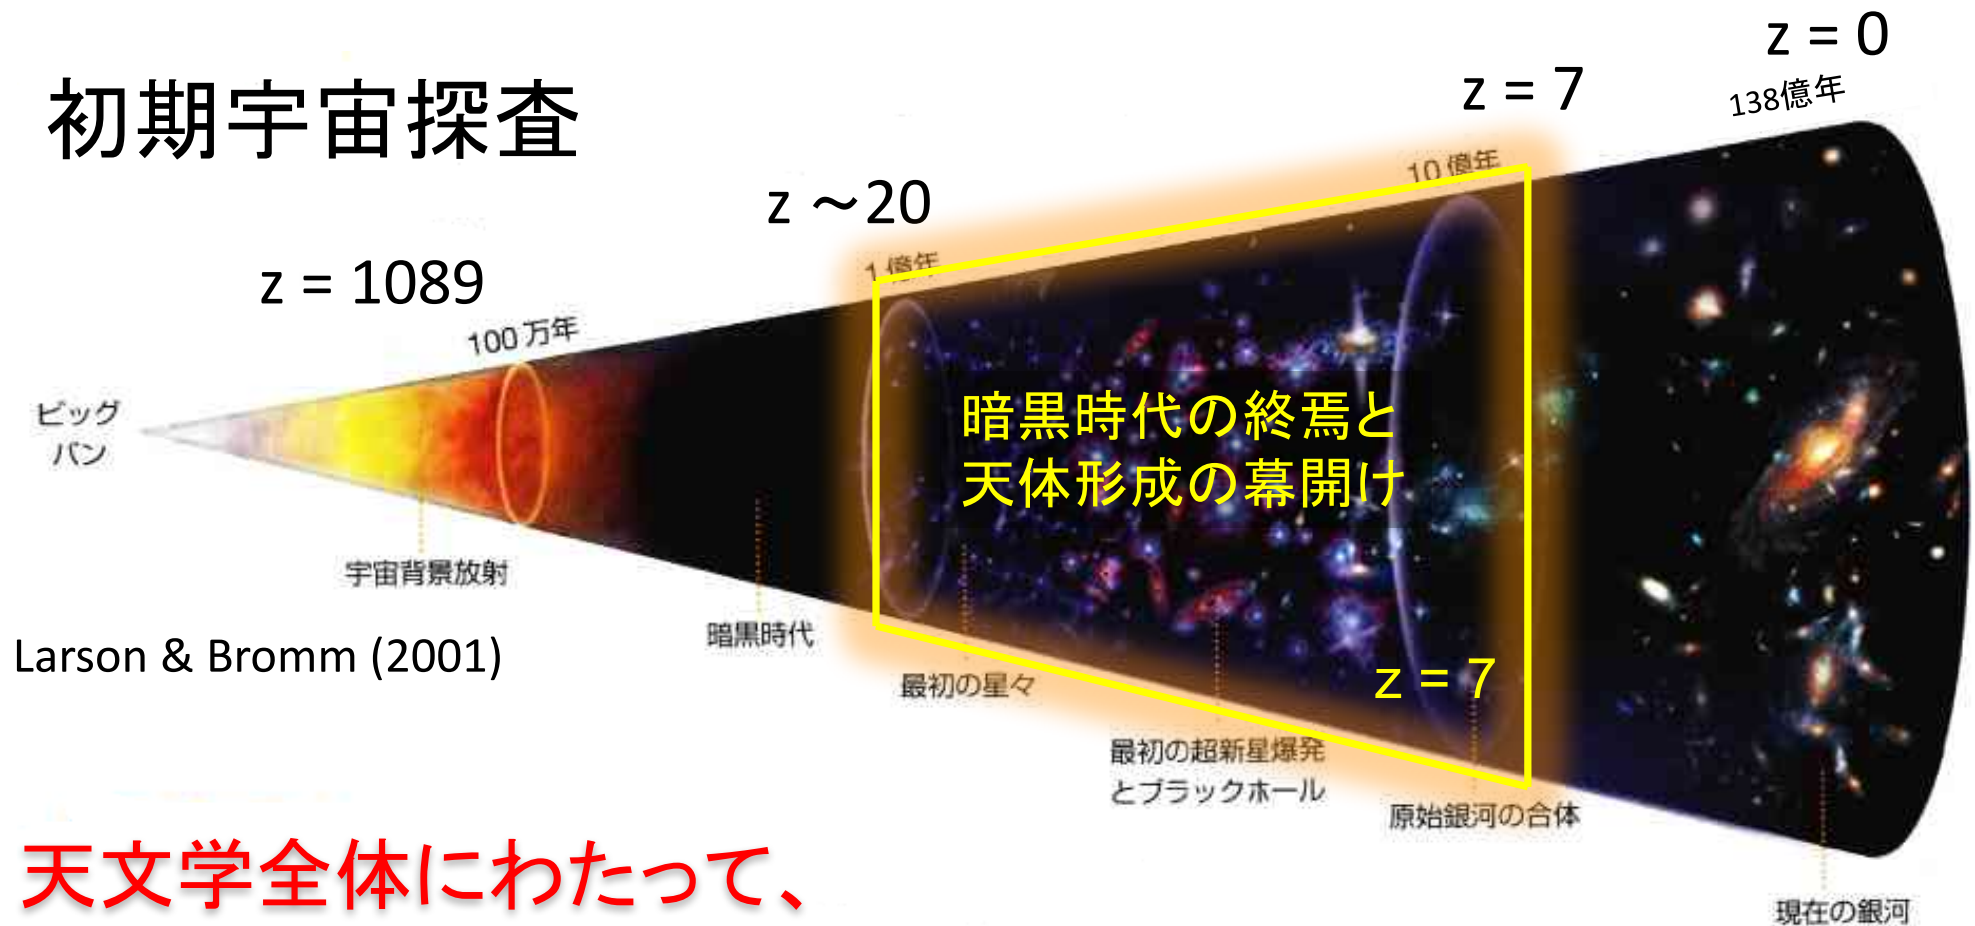 初期宇宙探査
z = 0
138億年
z = 7
10 億年
z ～20
1 億年
z = 1089
100 万年
ビッグ
バン
暗黒時代の終焉と
天体形成の幕開け
宇宙背景放射
暗黒時代
Larson & Bromm (2001)
最初の星々
z = 7
最初の超新星爆発
とブラックホール
原始銀河の合体
天文学全体にわたって、
現在の銀河